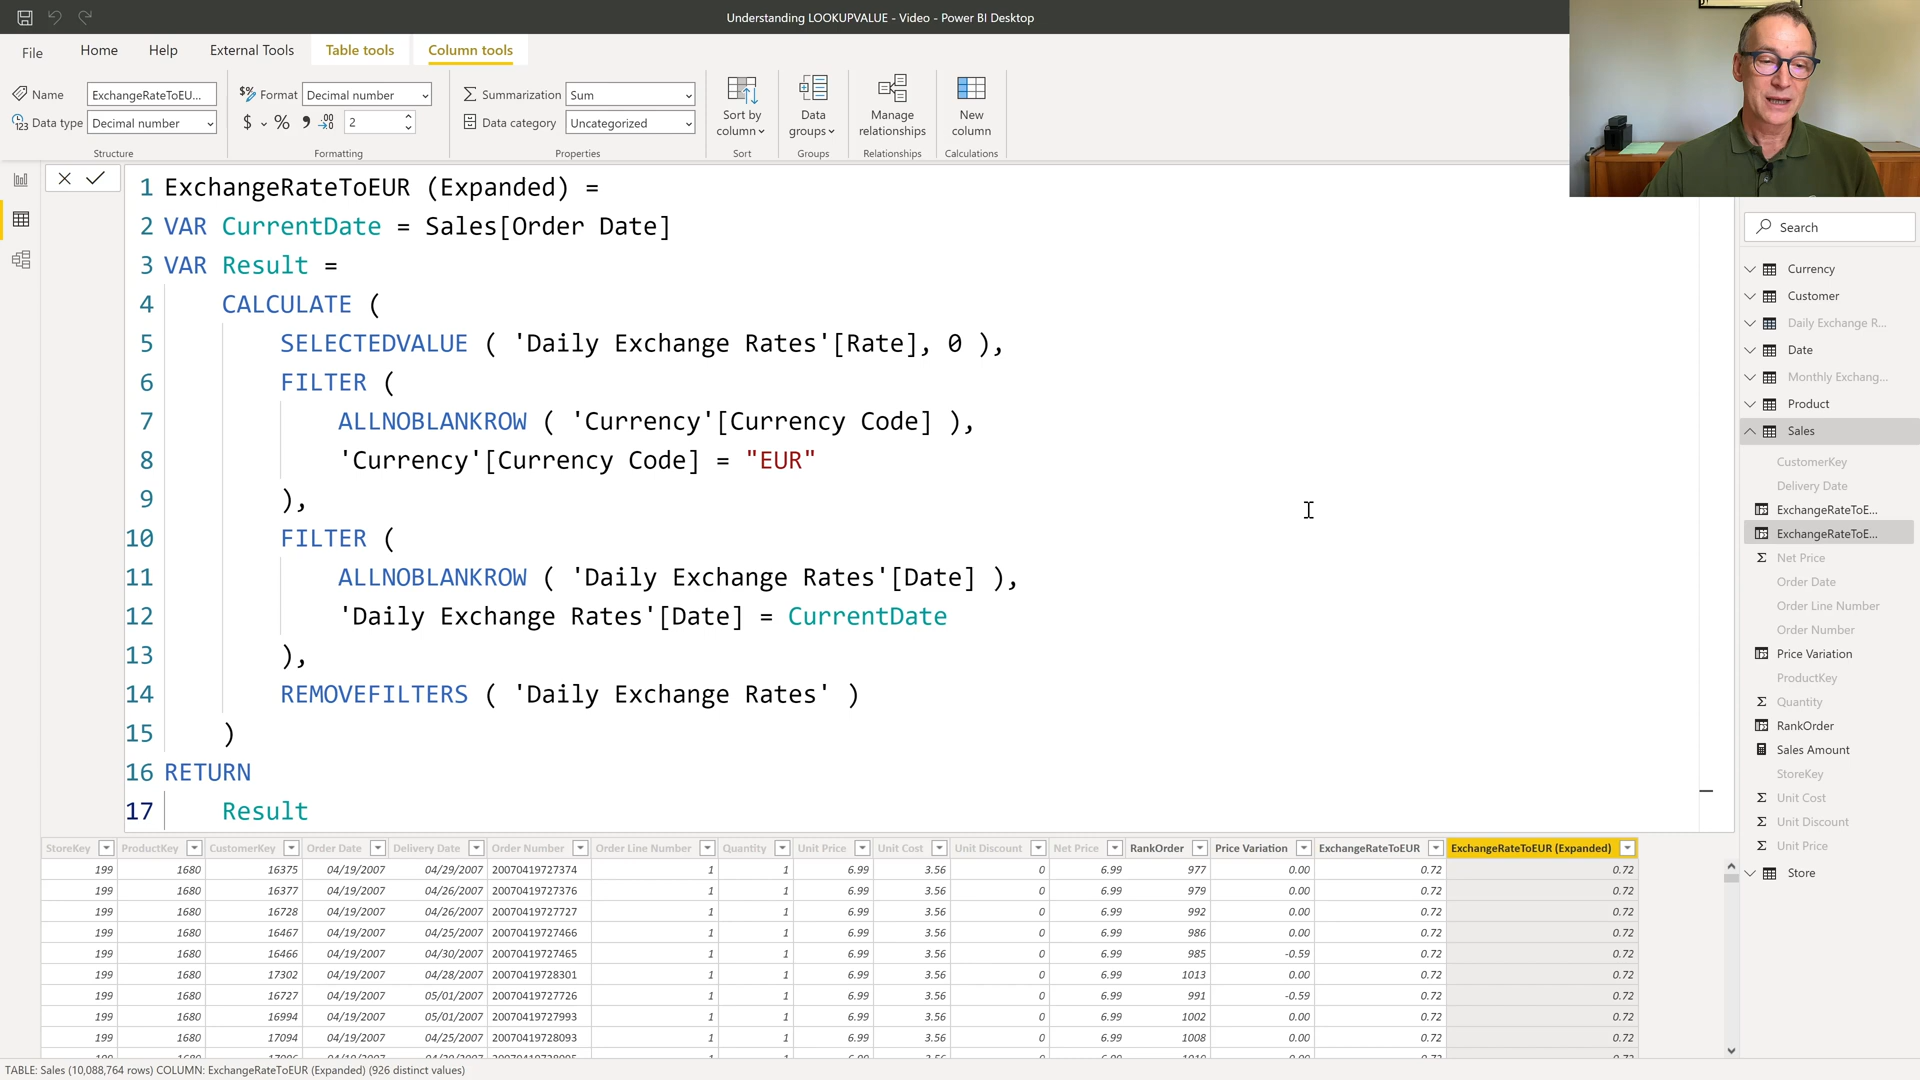 Understanding LOOKUPVALUE - Video - Power BI Desktop
File Home Help External Tools Table tools Column tools
Name ExchangeRateToEU...
Data type Decimal number
Structure
Format Decimal number
$ % 2
Formatting
Summarization Sum
Data category Uncategorized
Properties
Sort by
column
Sort
Data
groups
Groups
Manage
relationships
Relationships
New
column
Calculations
1 ExchangeRateToEUR (Expanded) =
2 VAR CurrentDate = Sales[Order Date]
3 VAR Result =
4 CALCULATE (
5 SELECTEDVALUE ( 'Daily Exchange Rates'[Rate], 0 ),
6 FILTER (
7 ALLNOBLANKROW ( 'Currency'[Currency Code] ),
8 'Currency'[Currency Code] = "EUR"
9 ),
10 FILTER (
11 ALLNOBLANKROW ( 'Daily Exchange Rates'[Date] ),
12 'Daily Exchange Rates'[Date] = CurrentDate
13 ),
14 REMOVEFILTERS ( 'Daily Exchange Rates' )
15 )
16 RETURN
17 Result
StoreKey ProductKey CustomerKey Order Date Delivery Date Order Number Order Line Number Quantity Unit Price Unit Cost Unit Discount Net Price RankOrder Price Variation ExchangeRateToEUR ExchangeRateToEUR (Expanded)
199 1680 16375 04/19/2007 04/29/2007 20070419727374 1 1 6.99 3.56 0 6.99 977 0.00 0.72 0.72
199 1680 16377 04/19/2007 04/26/2007 20070419727376 1 1 6.99 3.56 0 6.99 979 0.00 0.72 0.72
199 1680 16728 04/19/2007 04/26/2007 20070419727727 1 1 6.99 3.56 0 6.99 992 0.00 0.72 0.72
199 1680 16467 04/19/2007 04/25/2007 20070419727466 1 1 6.99 3.56 0 6.99 986 0.00 0.72 0.72
199 1680 16466 04/19/2007 04/30/2007 20070419727465 1 1 6.99 3.56 0 6.99 985 -0.59 0.72 0.72
199 1680 17302 04/19/2007 04/28/2007 20070419728301 1 1 6.99 3.56 0 6.99 1013 0.00 0.72 0.72
199 1680 16727 04/19/2007 05/01/2007 20070419727726 1 1 6.99 3.56 0 6.99 991 -0.59 0.72 0.72
199 1680 16994 04/19/2007 05/01/2007 20070419727993 1 1 6.99 3.56 0 6.99 1002 0.00 0.72 0.72
199 1680 17094 04/19/2007 04/25/2007 20070419728093 1 1 6.99 3.56 0 6.99 1008 0.00 0.72 0.72
Search
Currency
Customer
Daily Exchange R...
Date
Monthly Exchang...
Product
Sales
CustomerKey
Delivery Date
ExchangeRateToE...
ExchangeRateToE...
Net Price
Order Date
Order Line Number
Order Number
Price Variation
ProductKey
Quantity
RankOrder
Sales Amount
StoreKey
Unit Cost
Unit Discount
Unit Price
Store
TABLE: Sales (10,088,764 rows) COLUMN: ExchangeRateToEUR (Expanded) (926 distinct values)